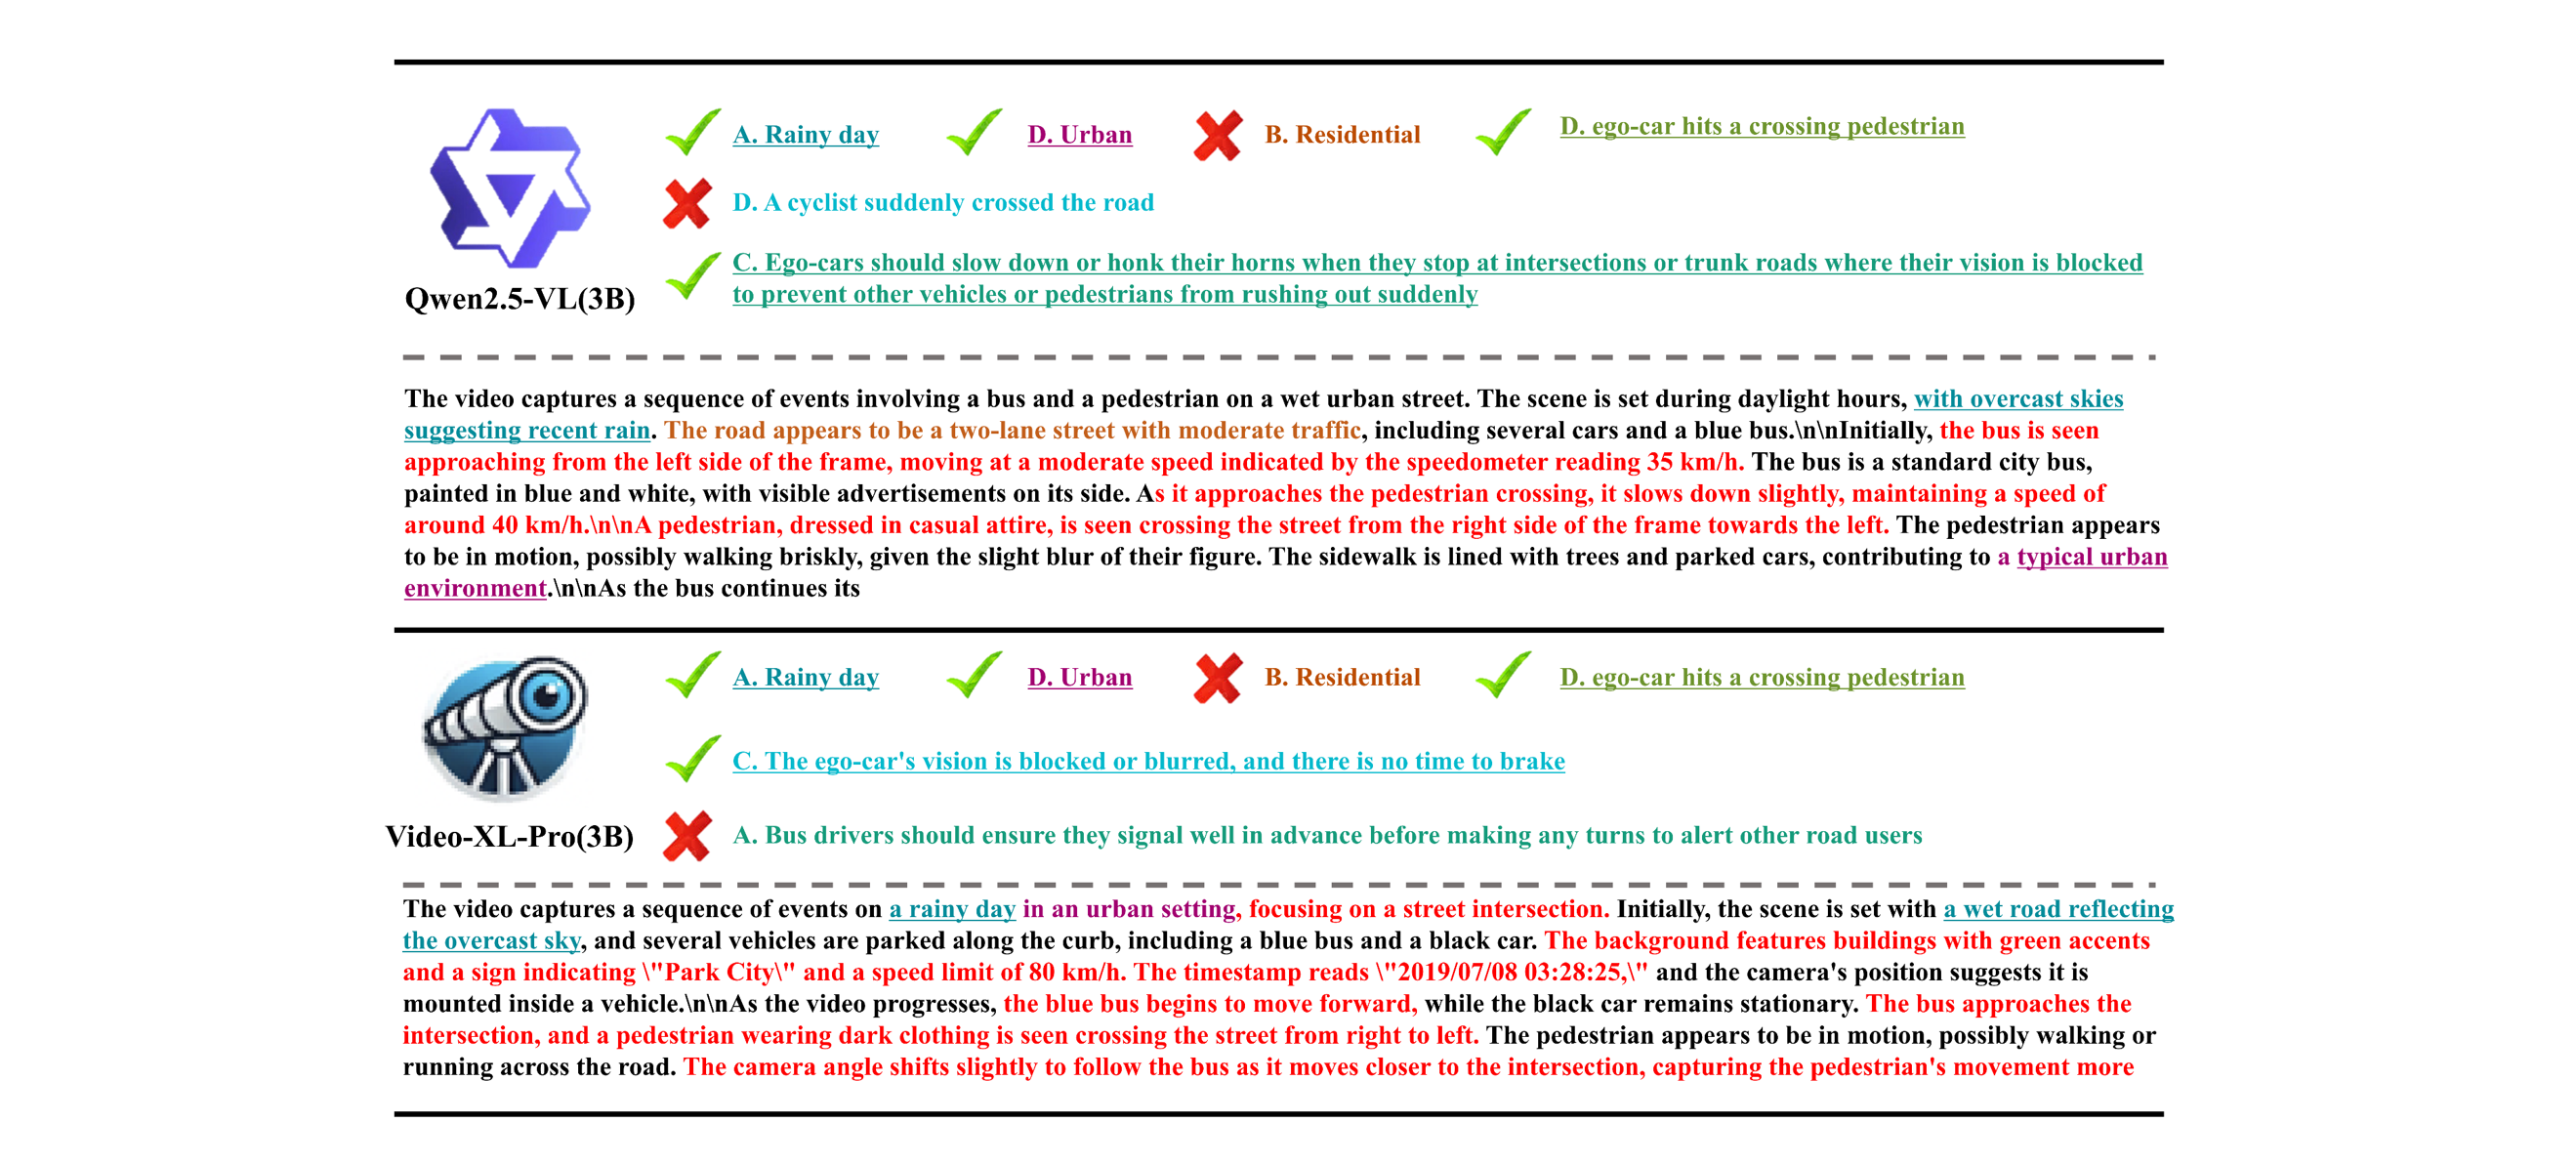 A. Rainy day D. Urban B. Residential D. ego-car hits a crossing pedestrian
D. A cyclist suddenly crossed the road
C. Ego-cars should slow down or honk their horns when they stop at intersections or trunk roads where their vision is blocked
to prevent other vehicles or pedestrians from rushing out suddenly
Qwen2.5-VL(3B)
The video captures a sequence of events involving a bus and a pedestrian on a wet urban street. The scene is set during daylight hours, with overcast skies
suggesting recent rain. The road appears to be a two-lane street with moderate traffic, including several cars and a blue bus.\n\nInitially, the bus is seen
approaching from the left side of the frame, moving at a moderate speed indicated by the speedometer reading 35 km/h. The bus is a standard city bus,
painted in blue and white, with visible advertisements on its side. As it approaches the pedestrian crossing, it slows down slightly, maintaining a speed of
around 40 km/h.\n\nA pedestrian, dressed in casual attire, is seen crossing the street from the right side of the frame towards the left. The pedestrian appears
to be in motion, possibly walking briskly, given the slight blur of their figure. The sidewalk is lined with trees and parked cars, contributing to a typical urban
environment.\n\nAs the bus continues its
A. Rainy day D. Urban B. Residential D. ego-car hits a crossing pedestrian
C. The ego-car's vision is blocked or blurred, and there is no time to brake
Video-XL-Pro(3B)
A. Bus drivers should ensure they signal well in advance before making any turns to alert other road users
The video captures a sequence of events on a rainy day in an urban setting, focusing on a street intersection. Initially, the scene is set with a wet road reflecting
the overcast sky, and several vehicles are parked along the curb, including a blue bus and a black car. The background features buildings with green accents
and a sign indicating \"Park City\" and a speed limit of 80 km/h. The timestamp reads \"2019/07/08 03:28:25,\" and the camera's position suggests it is
mounted inside a vehicle.\n\nAs the video progresses, the blue bus begins to move forward, while the black car remains stationary. The bus approaches the
intersection, and a pedestrian wearing dark clothing is seen crossing the street from right to left. The pedestrian appears to be in motion, possibly walking or
running across the road. The camera angle shifts slightly to follow the bus as it moves closer to the intersection, capturing the pedestrian's movement more